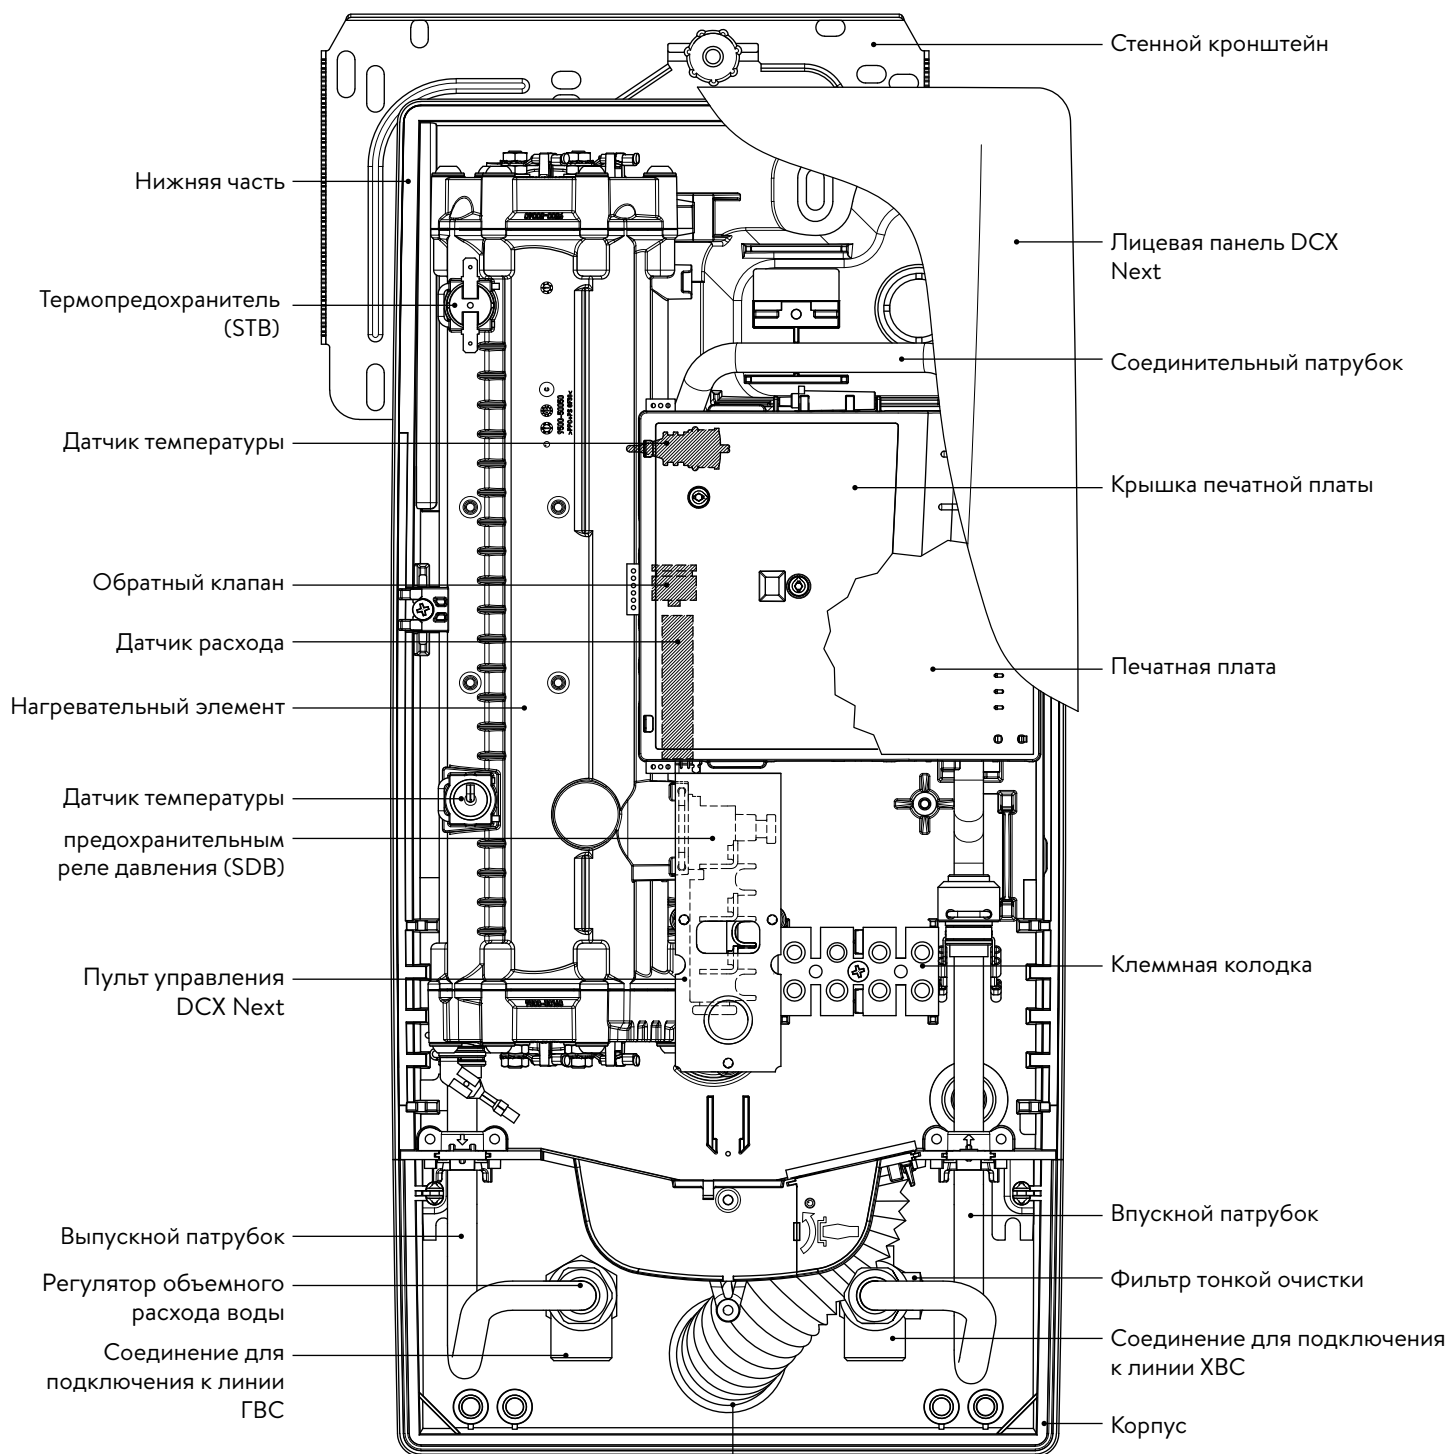 Стенной кронштейн
Нижняя часть
Лицевая панель DCX
Next
Термопредохранитель
(STB)
Соединительный патрубок
Датчик температуры
Крышка печатной платы
Обратный клапан
Датчик расхода
Печатная плата
Нагревательный элемент
Датчик температуры
предохранительным
реле давления (SDB)
Клеммная колодка
Пульт управления
DCX Next
Впускной патрубок
Выпускной патрубок
Фильтр тонкой очистки
Регулятор объемного
расхода воды
Соединение для подключения
к линии ХВС
Соединение для
подключения к линии
ГВС
Корпус